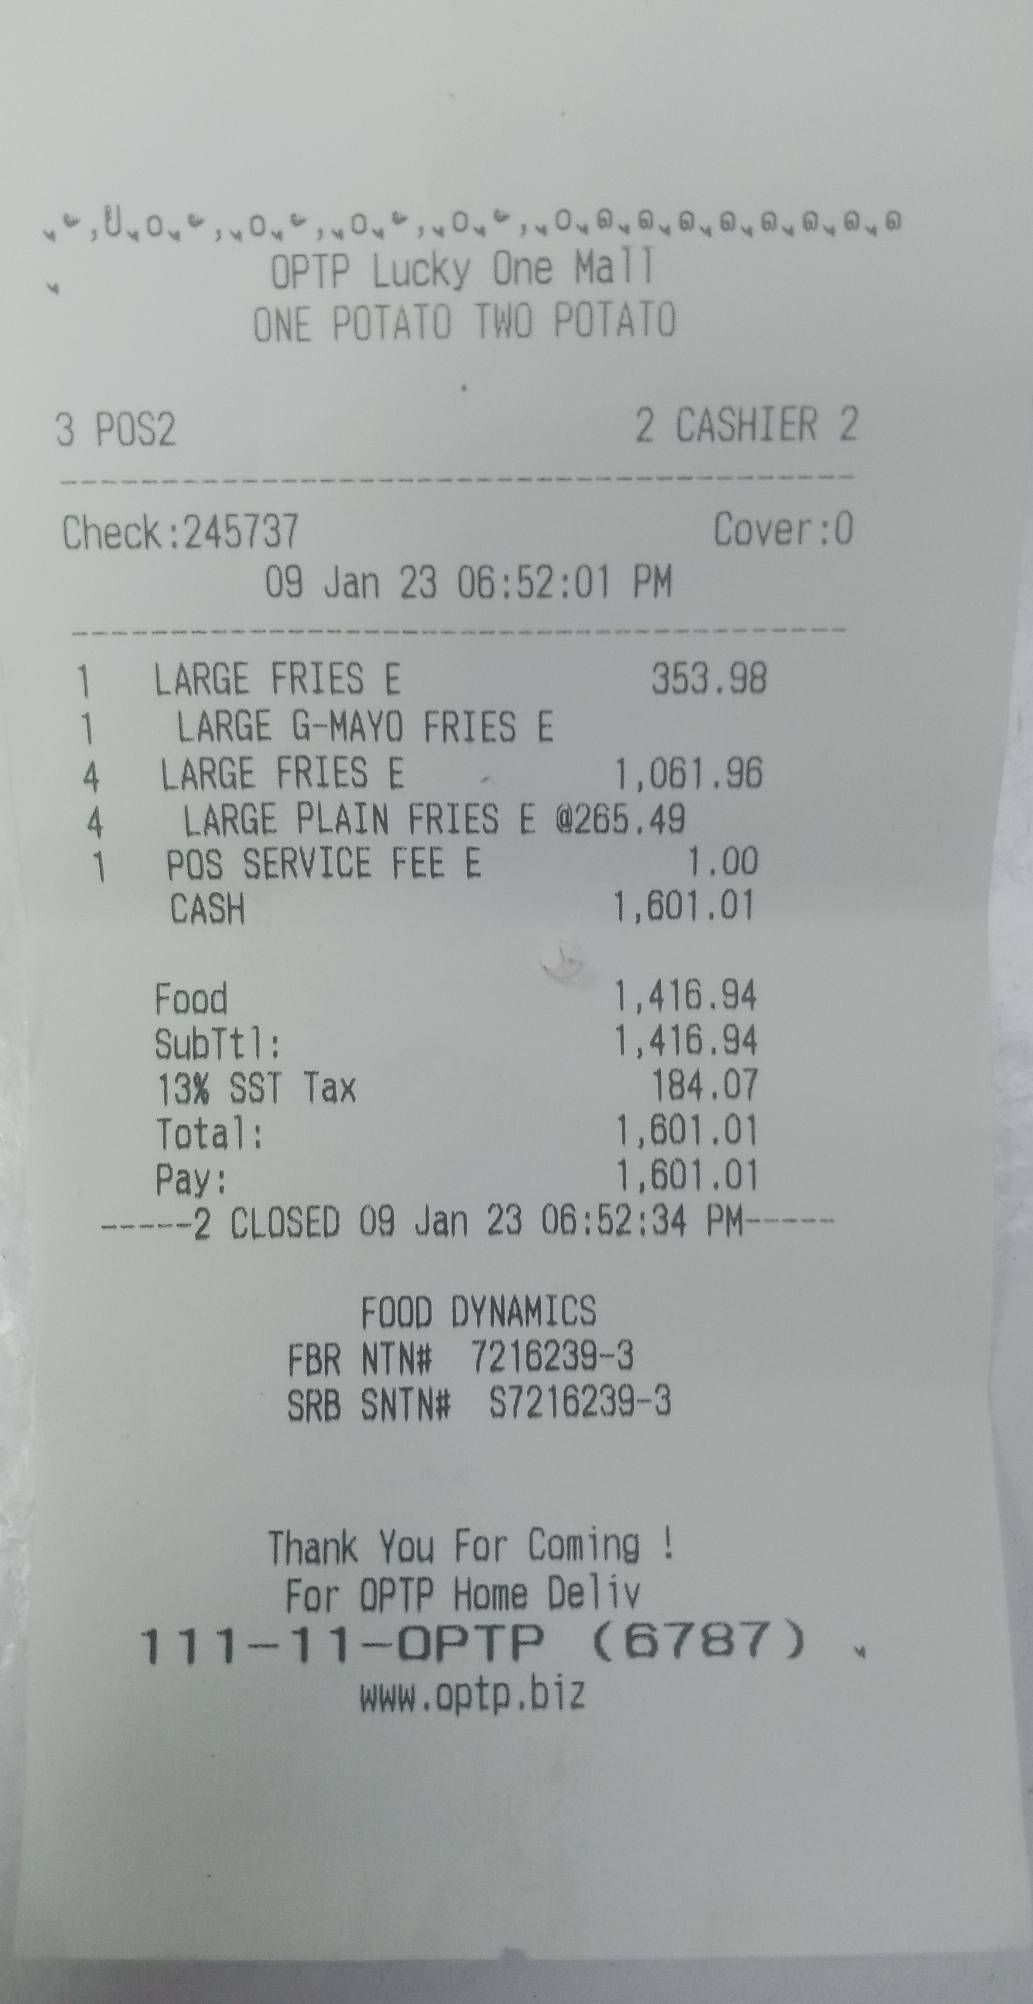 OPTP Lucky One Mall
ONE POTATO TWO POTATO
3 POS2 2 CASHIER 2
----------------------------------------
Check:245737 Cover:0
09 Jan 23 06:52:01 PM
----------------------------------------
1 LARGE FRIES E 353.98
1 LARGE G-MAYO FRIES E
4 LARGE FRIES E 1,061.96
4 LARGE PLAIN FRIES E @265.49
1 POS SERVICE FEE E 1.00
CASH 1,601.01
Food 1,416.94
SubTtl: 1,416.94
13% SST Tax 184.07
Total: 1,601.01
Pay: 1,601.01
-----2 CLOSED 09 Jan 23 06:52:34 PM-----
FOOD DYNAMICS
FBR NTN# 7216239-3
SRB SNTN# S7216239-3
Thank You For Coming !
For OPTP Home Deliv
111-11-OPTP (6787)
www.optp.biz